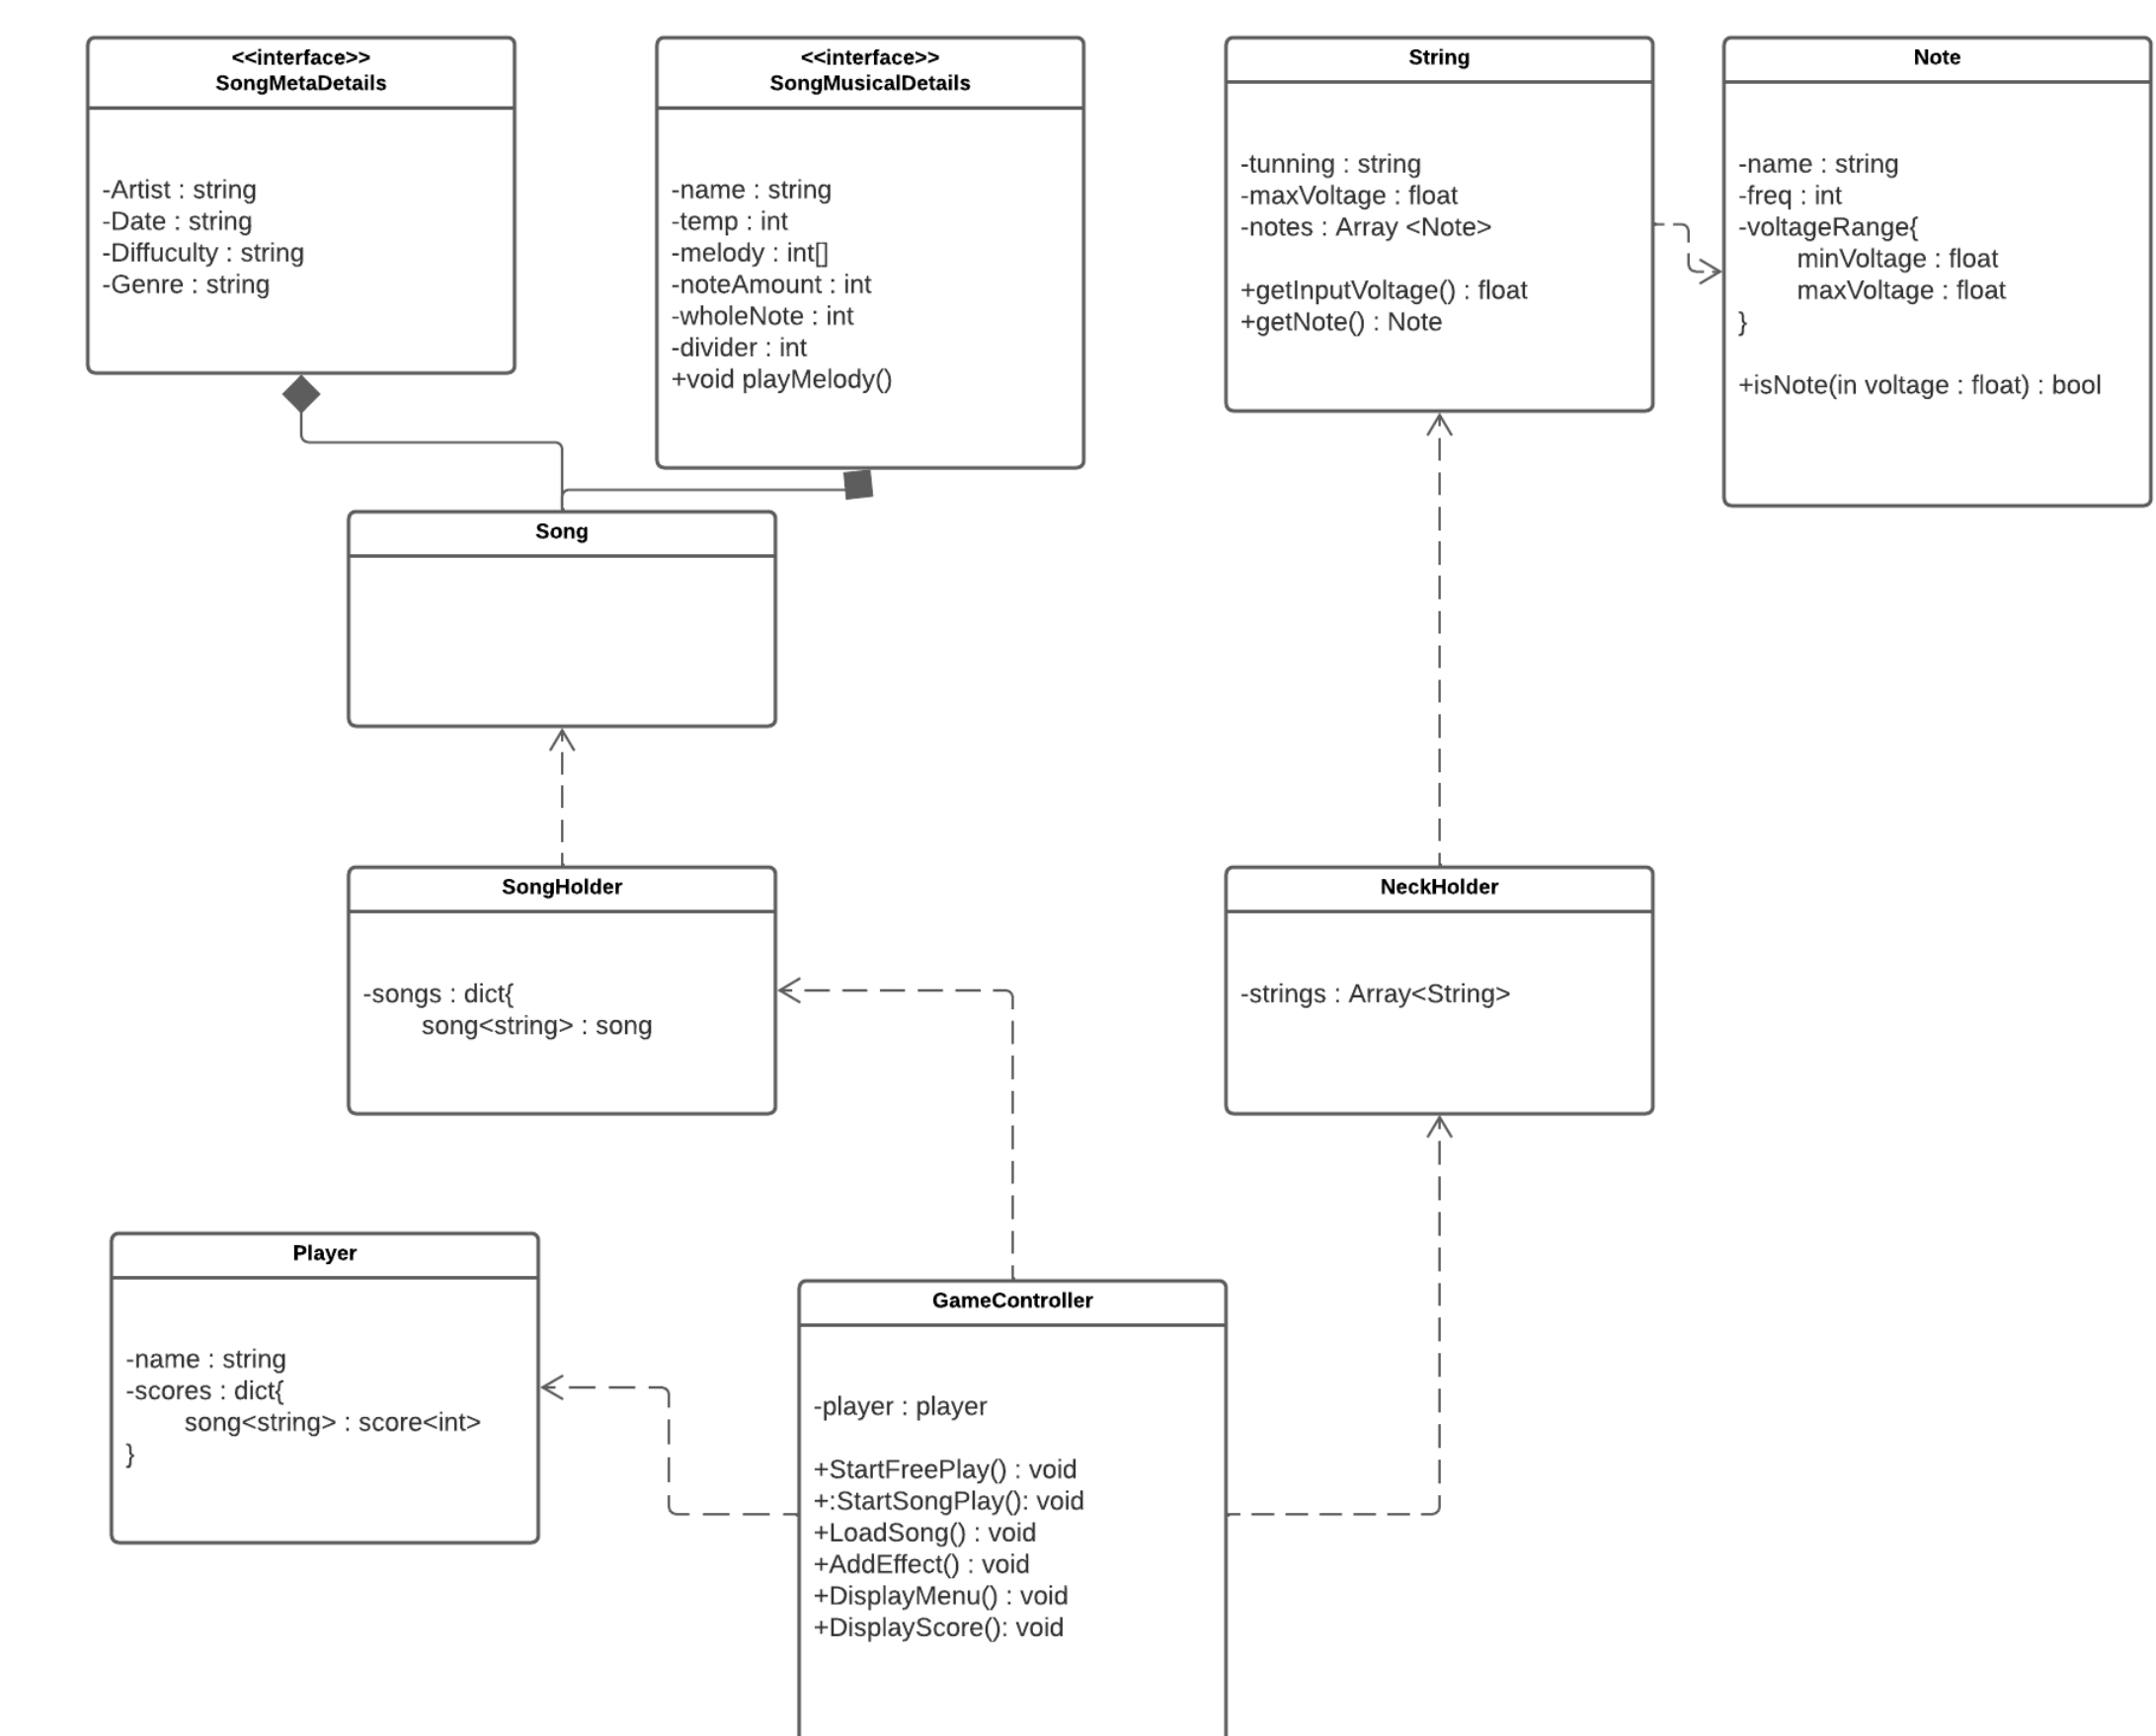 <<interface>>
SongMetaDetails
-Artist : string
-Date : string
-Diffuculty : string
-Genre : string
<<interface>>
SongMusicalDetails
-name : string
-temp : int
-melody : int[]
-noteAmount : int
-wholeNote : int
-divider : int
+void playMelody()
String
-tunning : string
-maxVoltage : float
-notes : Array <Note>
+getInputVoltage() : float
+getNote() : Note
Note
-name : string
-freq : int
-voltageRange{
minVoltage : float
maxVoltage : float
}
+isNote(in voltage : float) : bool
Song
SongHolder
-songs : dict{
song<string> : song
NeckHolder
-strings : Array<String>
Player
-name : string
-scores : dict{
song<string> : score<int>
}
GameController
-player : player
+StartFreePlay() : void
+:StartSongPlay(): void
+LoadSong() : void
+AddEffect() : void
+DisplayMenu() : void
+DisplayScore(): void